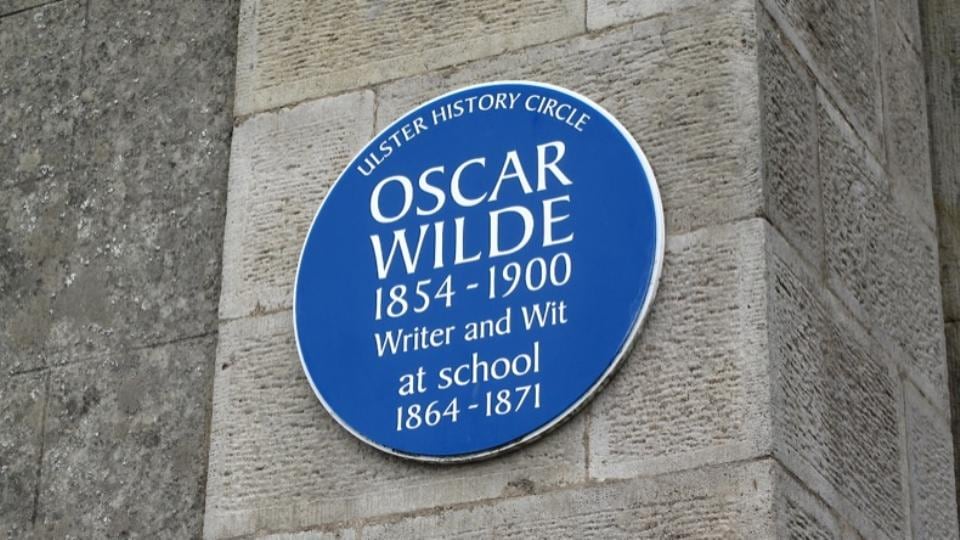 ULSTER HISTORY CIRCLE
OSCAR
WILDE
1854 - 1900
Writer and Wit
at school
1864 - 1871